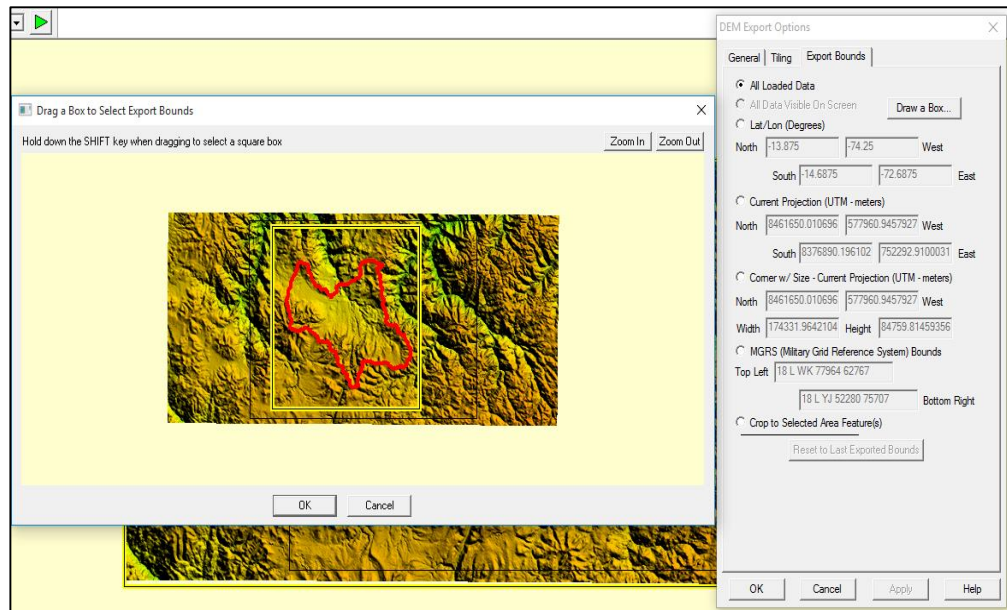 DEM Export Options
General Tiling Export Bounds
All Loaded Data
All Data Visible On Screen Draw a Box...
Lat/Lon (Degrees)
North -13.875 -74.25 West
South -14.6875 -72.6875 East
Current Projection (UTM - meters)
North 8461650.010696 577960.9457927 West
South 8376890.196102 752292.9100031 East
Corner w/ Size - Current Projection (UTM - meters)
North 8461650.010696 577960.9457927 West
Width 174331.9642104 Height 84759.81459356
MGRS (Military Grid Reference System) Bounds
Top Left 18 L WK 77964 62767
18 L YJ 52280 75707 Bottom Right
Crop to Selected Area Feature(s)
Reset to Last Exported Bounds
OK Cancel Apply Help
Drag a Box to Select Export Bounds
Hold down the SHIFT key when dragging to select a square box Zoom In Zoom Out
OK Cancel